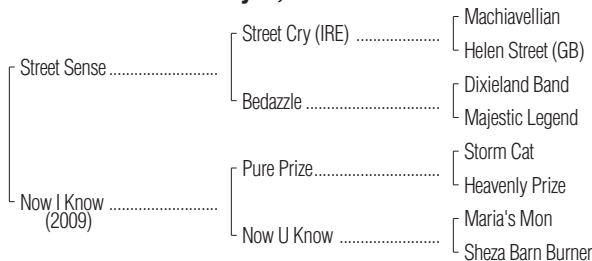 Machiavellian
Street Cry (IRE) ..................
Helen Street (GB)
Street Sense ........................
Dixieland Band
Bedazzle ..............................
Majestic Legend
Storm Cat
Pure Prize............................
Heavenly Prize
Now I Know ........................
(2009)
Maria's Mon
Now U Know ......................
Sheza Barn Burner